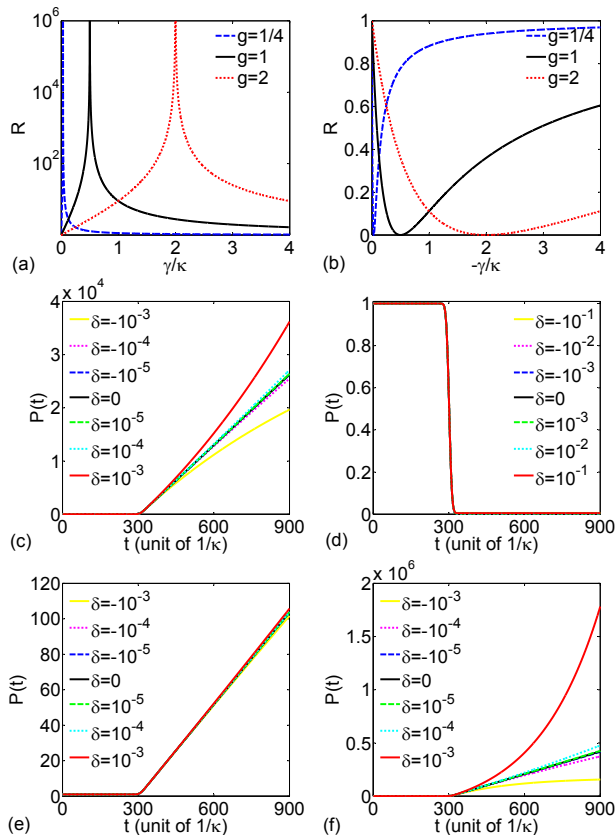 10^6
10^4
10^2
R
g=1/4
g=1
g=2
0 1 2 3 4
(a) γ/κ
1
0.8
0.6
0.4
0.2
0
R
g=1/4
g=1
g=2
0 1 2 3 4
(b) -γ/κ
x 10^4
4
3
2
1
0
P(t)
δ=-10^-3
δ=-10^-4
δ=-10^-5
δ=0
δ=10^-5
δ=10^-4
δ=10^-3
0 300 600 900
(c) t (unit of 1/κ)
1
0.8
0.6
0.4
0.2
0
P(t)
δ=-10^-1
δ=-10^-2
δ=-10^-3
δ=0
δ=10^-3
δ=10^-2
δ=10^-1
0 300 600 900
(d) t (unit of 1/κ)
120
100
80
60
40
20
0
P(t)
δ=-10^-3
δ=-10^-4
δ=-10^-5
δ=0
δ=10^-5
δ=10^-4
δ=10^-3
0 300 600 900
(e) t (unit of 1/κ)
x 10^6
2
1.5
1
0.5
0
P(t)
δ=-10^-3
δ=-10^-4
δ=-10^-5
δ=0
δ=10^-5
δ=10^-4
δ=10^-3
0 300 600 900
(f) t (unit of 1/κ)